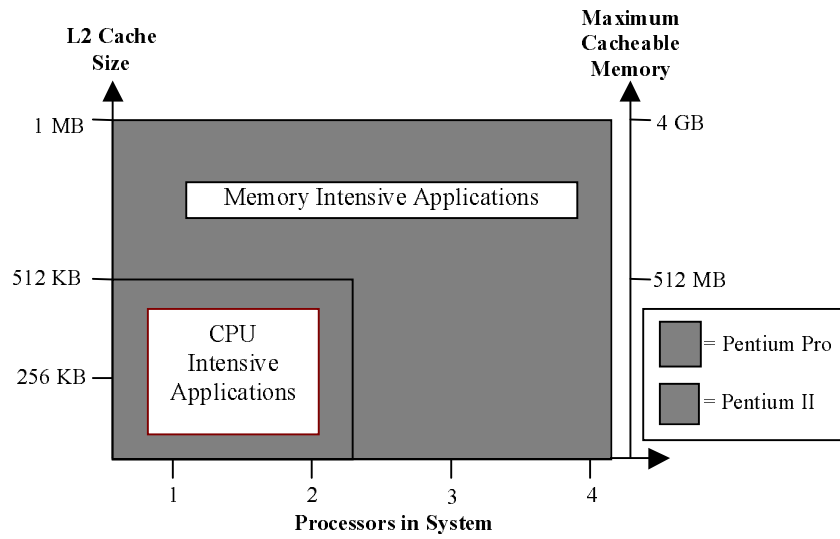 L2 Cache
Size
Maximum
Cacheable
Memory
1 MB
4 GB
Memory Intensive Applications
512 KB
512 MB
CPU
Intensive
Applications
256 KB
= Pentium Pro
= Pentium II
1
2
3
4
Processors in System